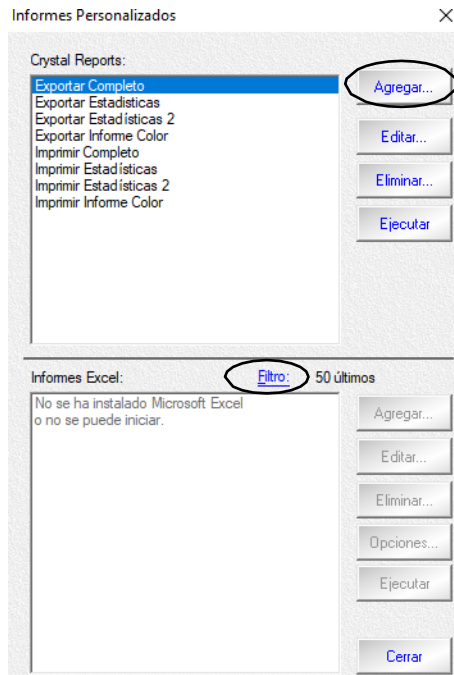 Informes Personalizados
Crystal Reports:
Exportar Completo
Exportar Estadisticas
Exportar Estadísticas 2
Exportar Informe Color
Imprimir Completo
Imprimir Estadísticas
Imprimir Estadísticas 2
Imprimir Informe Color
Agregar...
Editar...
Eliminar...
Ejecutar
Informes Excel:
Filtro:
50 últimos
No se ha instalado Microsoft Excel
o no se puede iniciar.
Agregar...
Editar...
Eliminar...
Opciones...
Ejecutar
Cerrar